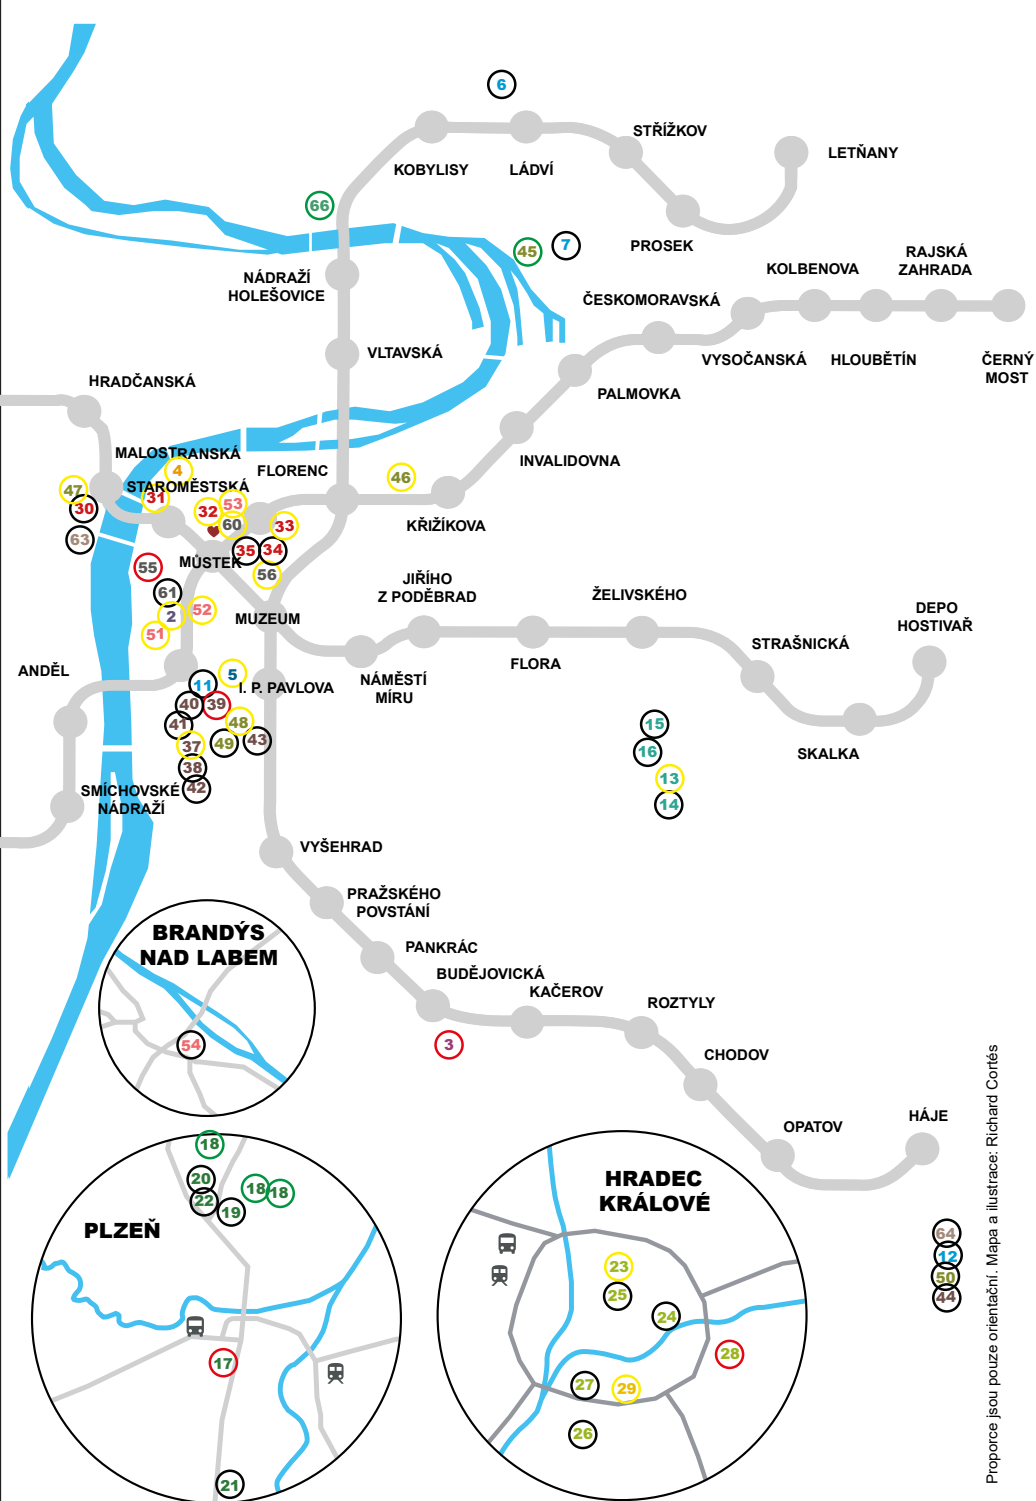 6
STŘÍŽKOV
LETŇANY
KOBYLISY
LÁDVÍ
66
PROSEK
45
7
RAJSKÁ
ZAHRADA
KOLBENOVA
NÁDRAŽÍ
HOLEŠOVICE
ČESKOMORAVSKÁ
VLTAVSKÁ
VYSOČANSKÁ
HLOUBĚTÍN
ČERNÝ
MOST
HRADČANSKÁ
PALMOVKA
MALOSTRANSKÁ
INVALIDOVNA
4
FLORENC
46
STAROMĚSTSKÁ
47
31
53
30
32
60
33
KŘIŽÍKOVA
63
35
34
MŮSTEK
55
56
JIŘÍHO
Z PODĚBRAD
61
ŽELIVSKÉHO
DEPO
HOSTIVAŘ
2
52
MUZEUM
51
STRAŠNICKÁ
ANDĚL
5
FLORA
11
I. P. PAVLOVA
NÁMĚSTÍ
MÍRU
40
39
41
48
15
37
49
43
16
SKALKA
38
13
42
14
SMÍCHOVSKÉ
NÁDRAŽÍ
VYŠEHRAD
PRAŽSKÉHO
POVSTÁNÍ
BRANDÝS
NAD LABEM
PANKRÁC
BUDĚJOVICKÁ
KAČEROV
ROZTYLY
54
3
CHODOV
OPATOV
HÁJE
18
20
18
18
22
19
PLZEŇ
17
21
HRADEC
KRÁLOVÉ
23
25
24
28
27
29
26
64
12
50
44
Proporce jsou pouze orientační. Mapa a ilustrace: Richard Cortés